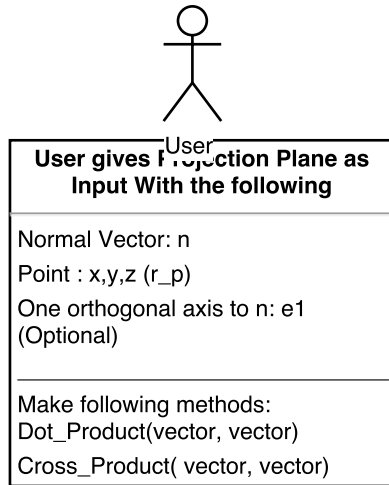 User
User gives Projection Plane as
Input With the following
Normal Vector: n
Point : x,y,z (r_p)
One orthogonal axis to n: e1
(Optional)
Make following methods:
Dot_Product(vector, vector)
Cross_Product( vector, vector)